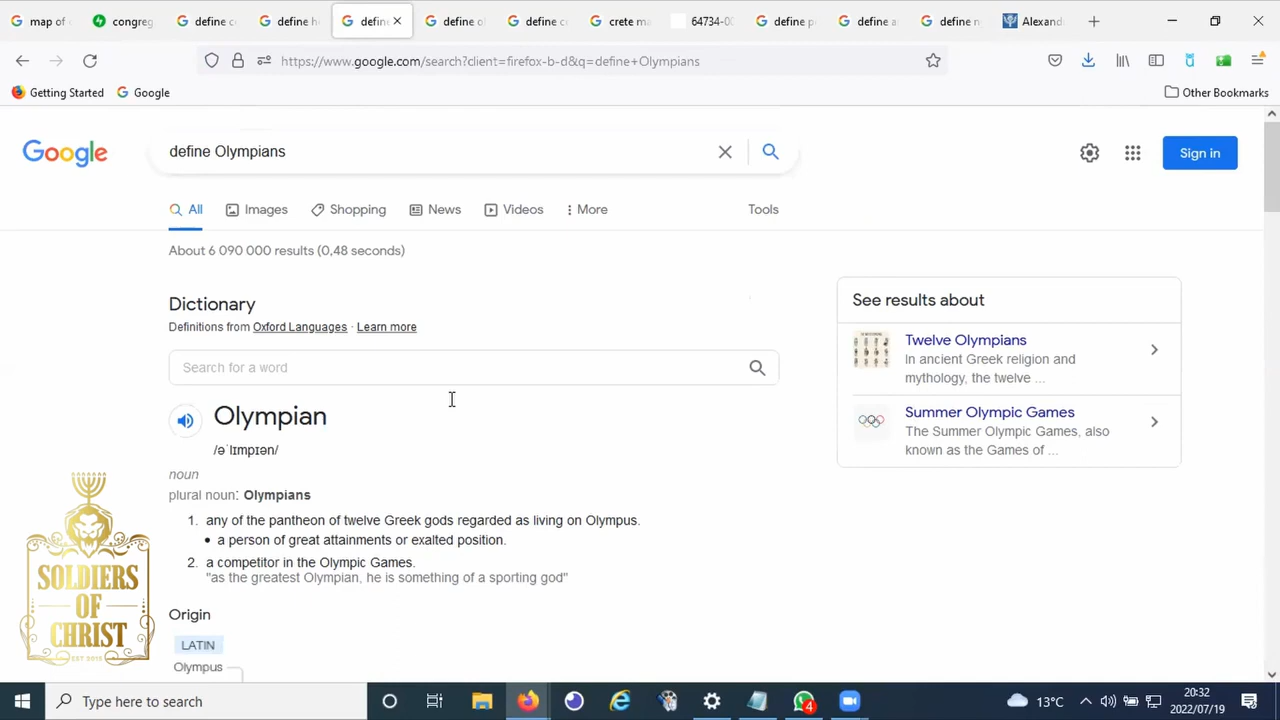 map of
congreg
define c
define h
define
define o
define c
crete m
64734-0
define p
define a
define n
Alexand
https://www.google.com/search?client=firefox-b-d&q=define+Olympians
Getting Started
Google
Other Bookmarks
Google
define Olympians
Sign in
All
Images
Shopping
News
Videos
More
Tools
About 6 090 000 results (0,48 seconds)
Dictionary
Definitions from Oxford Languages · Learn more
Search for a word
Olympian
/əˈlɪmpɪən/
noun
plural noun: Olympians
1. any of the pantheon of twelve Greek gods regarded as living on Olympus.
• a person of great attainments or exalted position.
2. a competitor in the Olympic Games.
"as the greatest Olympian, he is something of a sporting god"
Origin
LATIN
Olympus
See results about
Twelve Olympians
In ancient Greek religion and
mythology, the twelve ...
Summer Olympic Games
The Summer Olympic Games, also
known as the Games of ...
SOLDIERS
OF
CHRIST
EST 2015
Type here to search
4
13°C
20:32
2022/07/19